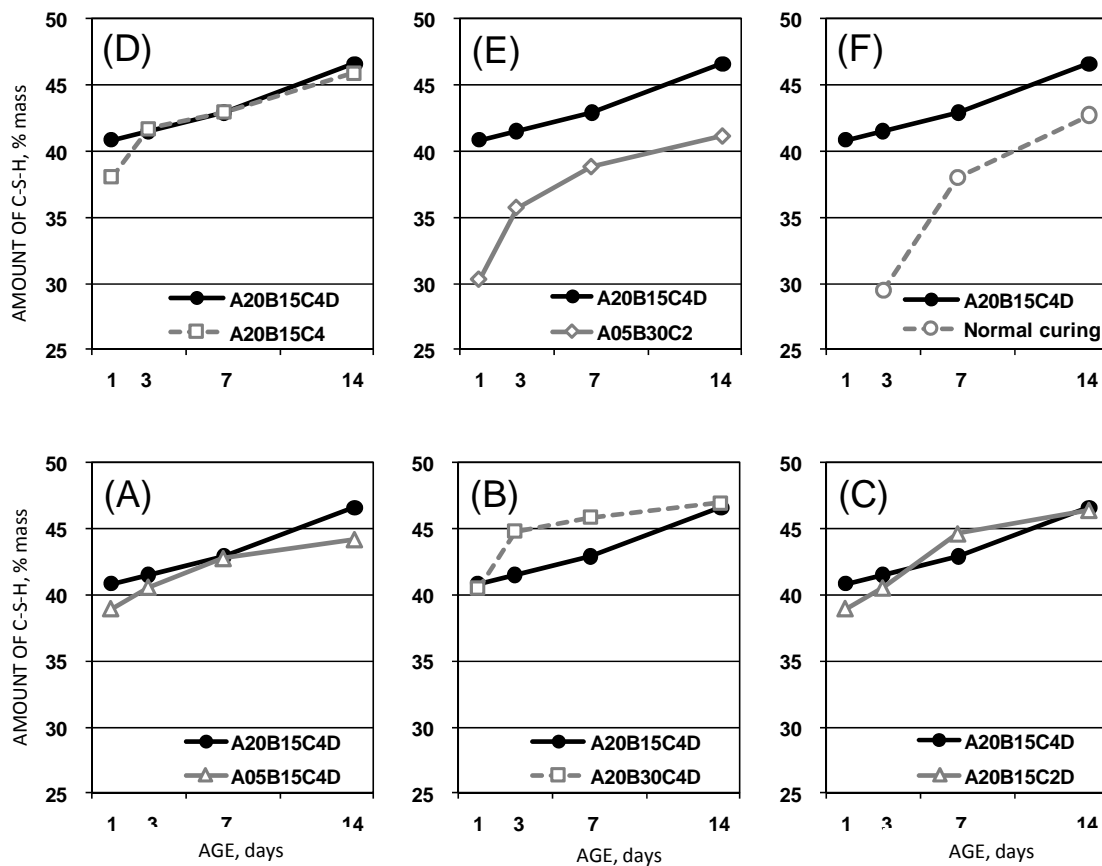 50 50 50
(D) (E) (F)
45 45 45
40 40 40
35 35 35
30 30 30
25 25 25
AMOUNT OF C-S-H, % mass
A20B15C4D A20B15C4D A20B15C4D
A20B15C4 A05B30C2 Normal curing
1 3 7 14 1 3 7 14 1 3 7 14
50 50 50
(A) (B) (C)
45 45 45
40 40 40
35 35 35
30 30 30
25 25 25
AMOUNT OF C-S-H, % mass
A20B15C4D A20B15C4D A20B15C4D
A05B15C4D A20B30C4D A20B15C2D
1 3 7 14 1 3 7 14 1 3 7 14
AGE, days AGE, days AGE, days